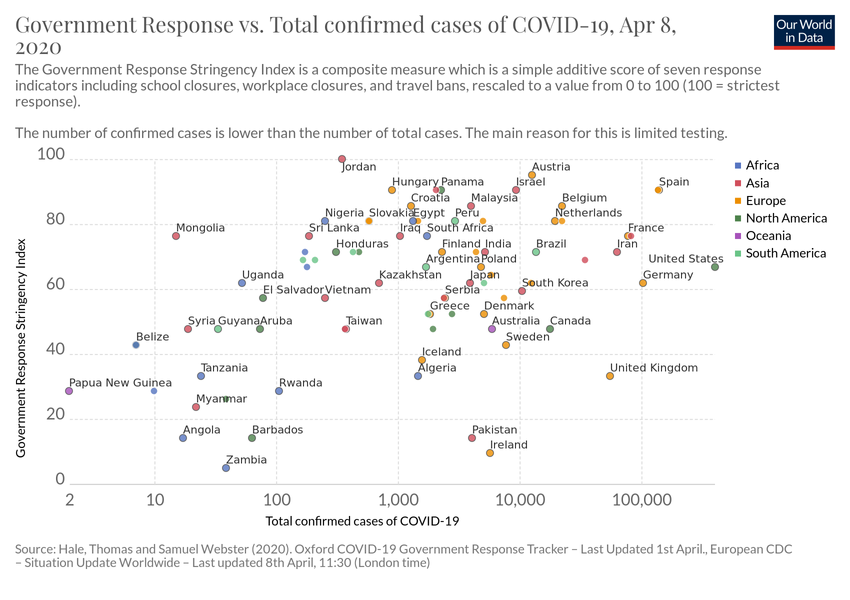 Government Response vs. Total confirmed cases of COVID-19, Apr 8,
2020
Our World
in Data
The Government Response Stringency Index is a composite measure which is a simple additive score of seven response
indicators including school closures, workplace closures, and travel bans, rescaled to a value from 0 to 100 (100 = strictest
response).
The number of confirmed cases is lower than the number of total cases. The main reason for this is limited testing.
100
Jordan
Austria
Africa
Hungary Panama
Israel
Spain
Asia
Croatia
Malaysia
Belgium
Europe
Nigeria Slovakia Egypt Peru
Netherlands
North America
80
Mongolia
Sri Lanka
Iraq South Africa
France
Oceania
Honduras
Finland India
Brazil
Iran
South America
Argentina Poland
United States
Uganda
Kazakhstan
Japan
South Korea
Germany
60
El Salvador Vietnam
Serbia
Greece
Denmark
Syria Guyana Aruba
Taiwan
Australia
Canada
Belize
Sweden
40
Iceland
Tanzania
Algeria
United Kingdom
Papua New Guinea
Rwanda
Myanmar
20
Angola
Barbados
Pakistan
Ireland
Zambia
0
2
10
100
1,000
10,000
100,000
Government Response Stringency Index
Total confirmed cases of COVID-19
Source: Hale, Thomas and Samuel Webster (2020). Oxford COVID-19 Government Response Tracker – Last Updated 1st April., European CDC
– Situation Update Worldwide – Last updated 8th April, 11:30 (London time)